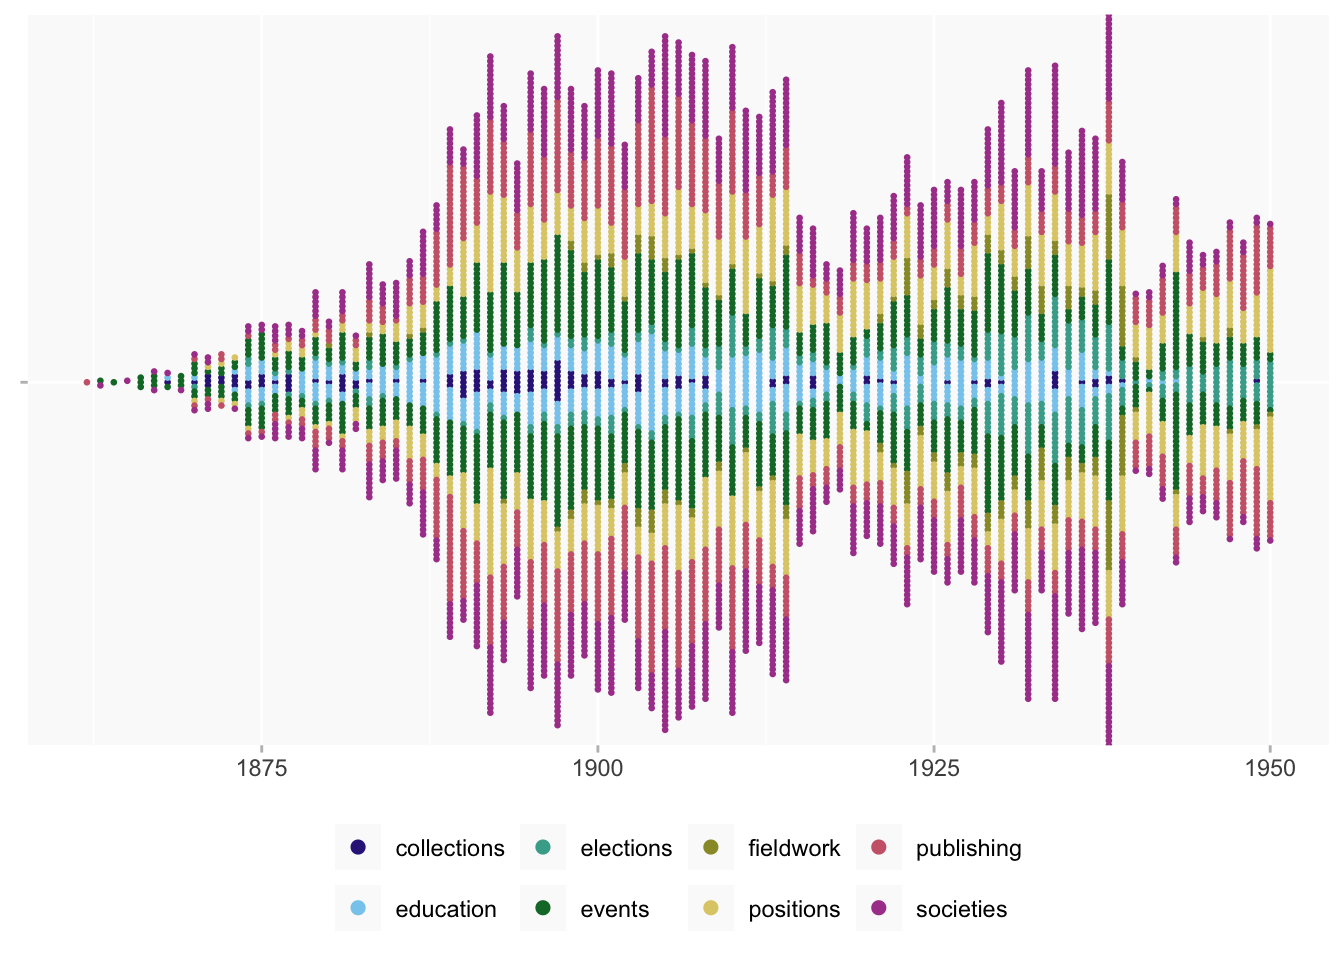 1875 1900 1925 1950
collections elections fieldwork publishing
education events positions societies